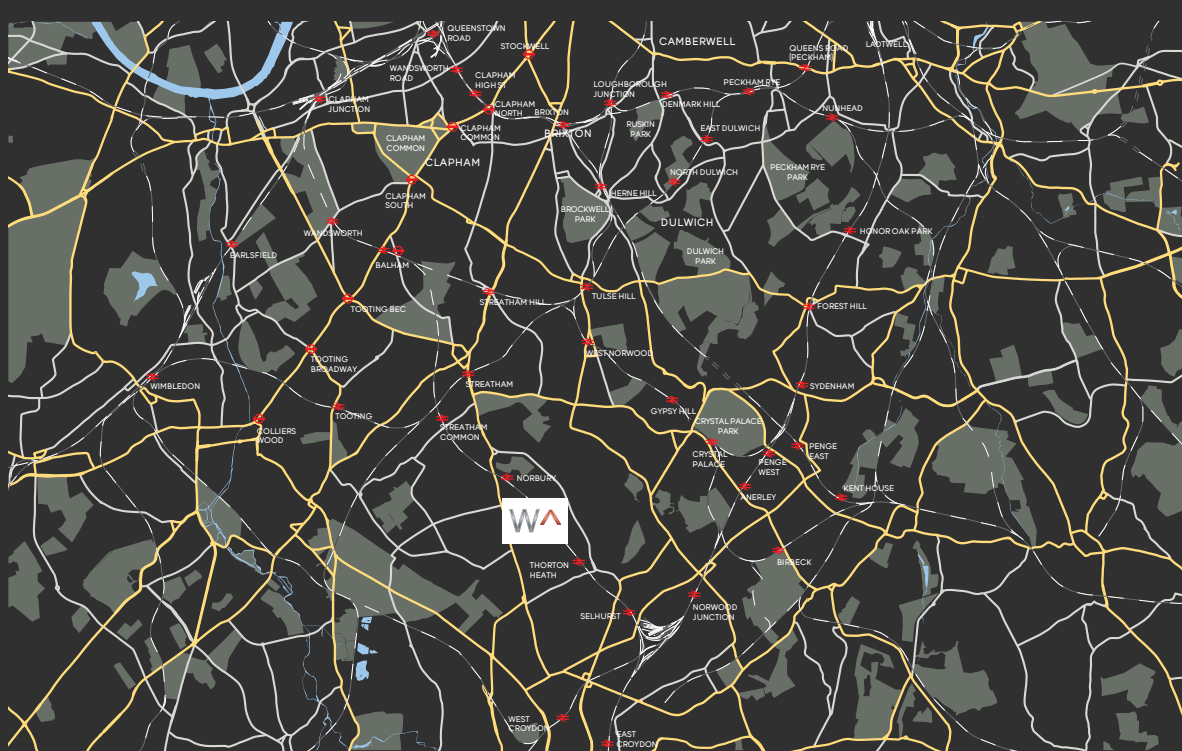 QUEENSTOWN
ROAD
STOCKWELL
CAMBERWELL
QUEENS ROAD
(PECKHAM)
LADYWELL
WANDSWORTH
ROAD
CLAPHAM
HIGH ST
LOUGHBOROUGH
JUNCTION
PECKHAM RYE
CLAPHAM
JUNCTION
CLAPHAM
NORTH
BRIXTON
DENMARK HILL
NUNHEAD
CLAPHAM
COMMON
CLAPHAM
COMMON
BRIXTON
RUSKIN
PARK
EAST DULWICH
CLAPHAM
NORTH DULWICH
PECKHAM RYE
PARK
CLAPHAM
SOUTH
HERNE HILL
BROCKWELL
PARK
DULWICH
WANDSWORTH
HONOR OAK PARK
EARLSFIELD
BALHAM
DULWICH
PARK
STREATHAM HILL
TULSE HILL
TOOTING BEC
FOREST HILL
TOOTING
BROADWAY
WEST NORWOOD
WIMBLEDON
STREATHAM
SYDENHAM
TOOTING
GYPSY HILL
COLLIERS
WOOD
STREATHAM
COMMON
CRYSTAL PALACE
PARK
CRYSTAL
PALACE
PENGE
WEST
PENGE
EAST
NORBURY
KENT HOUSE
ANERLEY
WA
THORTON
HEATH
BIRBECK
SELHURST
NORWOOD
JUNCTION
WEST
CROYDON
EAST
CROYDON